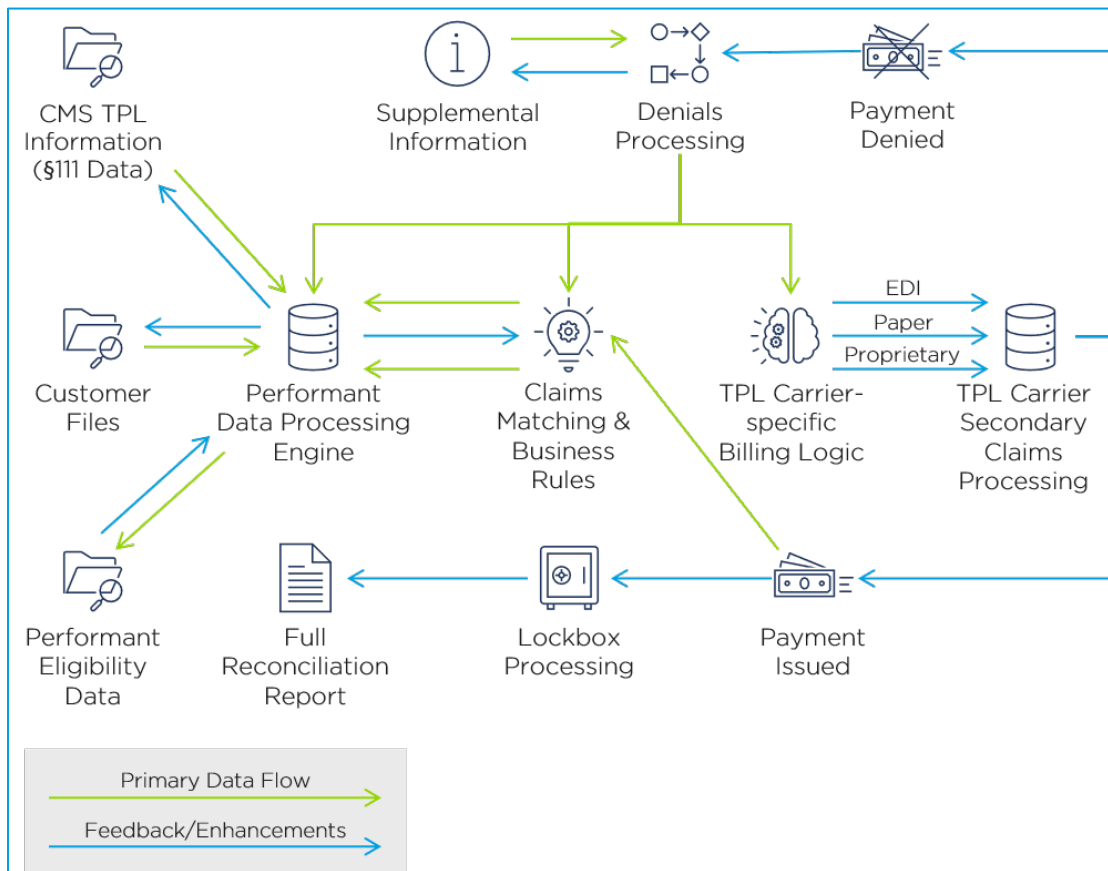 CMS TPL
Information
(§111 Data)
Supplemental
Information
Denials
Processing
Payment
Denied
Customer
Files
Performant
Data Processing
Engine
Claims
Matching &
Business
Rules
TPL Carrier-
specific
Billing Logic
EDI
Paper
Proprietary
TPL Carrier
Secondary
Claims
Processing
Performant
Eligibility
Data
Full
Reconciliation
Report
Lockbox
Processing
Payment
Issued
Primary Data Flow
Feedback/Enhancements